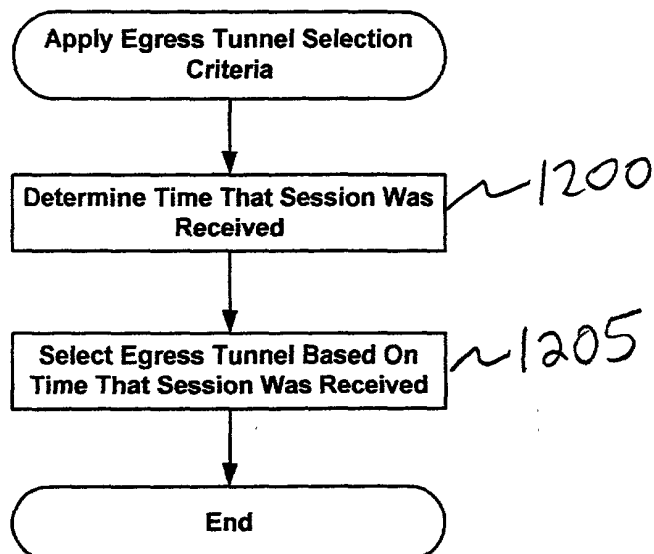 Apply Egress Tunnel Selection
Criteria
Determine Time That Session Was
Received
1200
Select Egress Tunnel Based On
Time That Session Was Received
1205
End